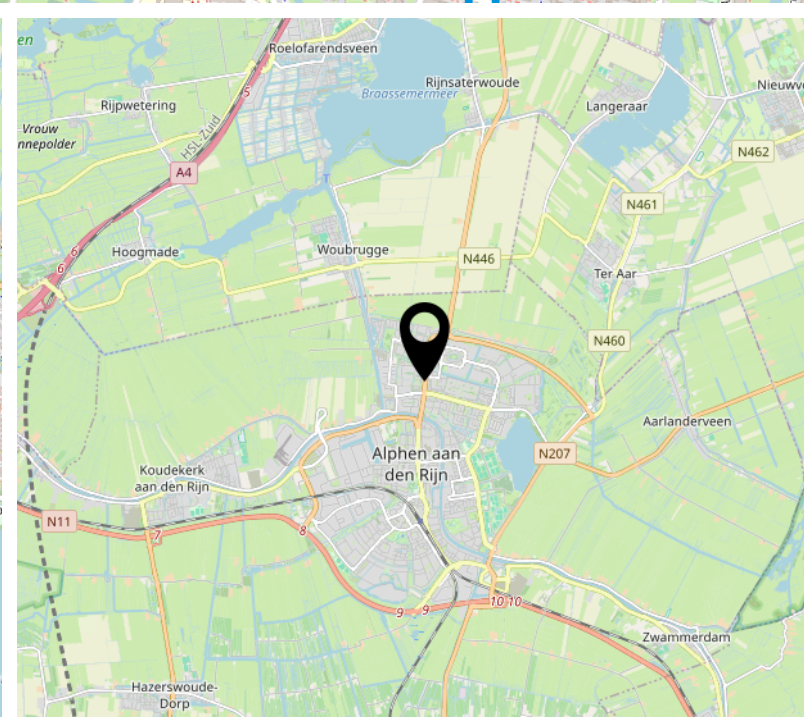 en
Roelofarendsveen
Rijnsaterwoude
Braassemermeer
5
Rijpwetering
Langeraar
Nieuwv
Vrouw
nnepolder
HSL-Zuid
A4
N462
N461
6
6
Hoogmade
Woubrugge
N446
Ter Aar
N460
Aarlanderveen
Alphen aan
den Rijn
N207
Koudekerk
aan den Rijn
N11
7
8
9
9
10
10
Zwammerdam
Hazerswoude-
Dorp